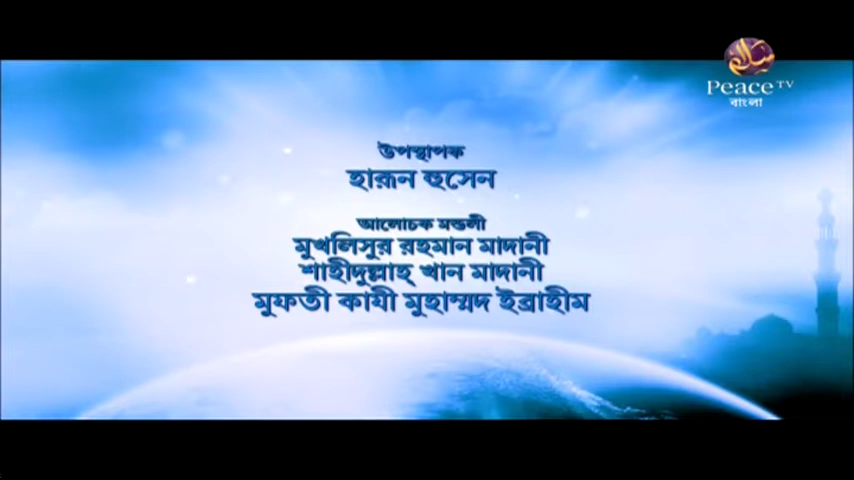 Peace TV
বাংলা
উপস্থাপক
হারূন হুসেন
আলোচক মন্ডলী
মুখলিসুর রহমান মাদানী
শাহীদুল্লাহ্ খান মাদানী
মুফতী কাযী মুহাম্মদ ইব্রাহীম